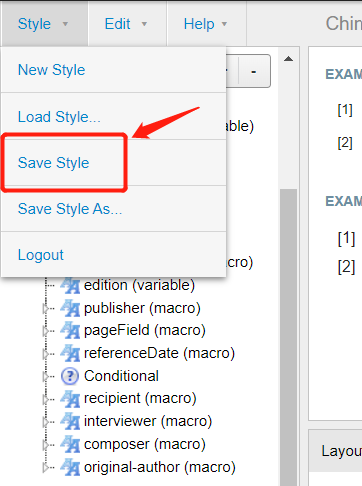 Style Edit Help Chin
New Style
-
Load Style...
able)
EXAM
[1]
[2]
Save Style
Save Style As...
EXAM
[1]
Logout
cro)
[2]
edition (variable)
publisher (macro)
pageField (macro)
referenceDate (macro)
? Conditional
recipient (macro)
interviewer (macro)
composer (macro)
original-author (macro)
Layou